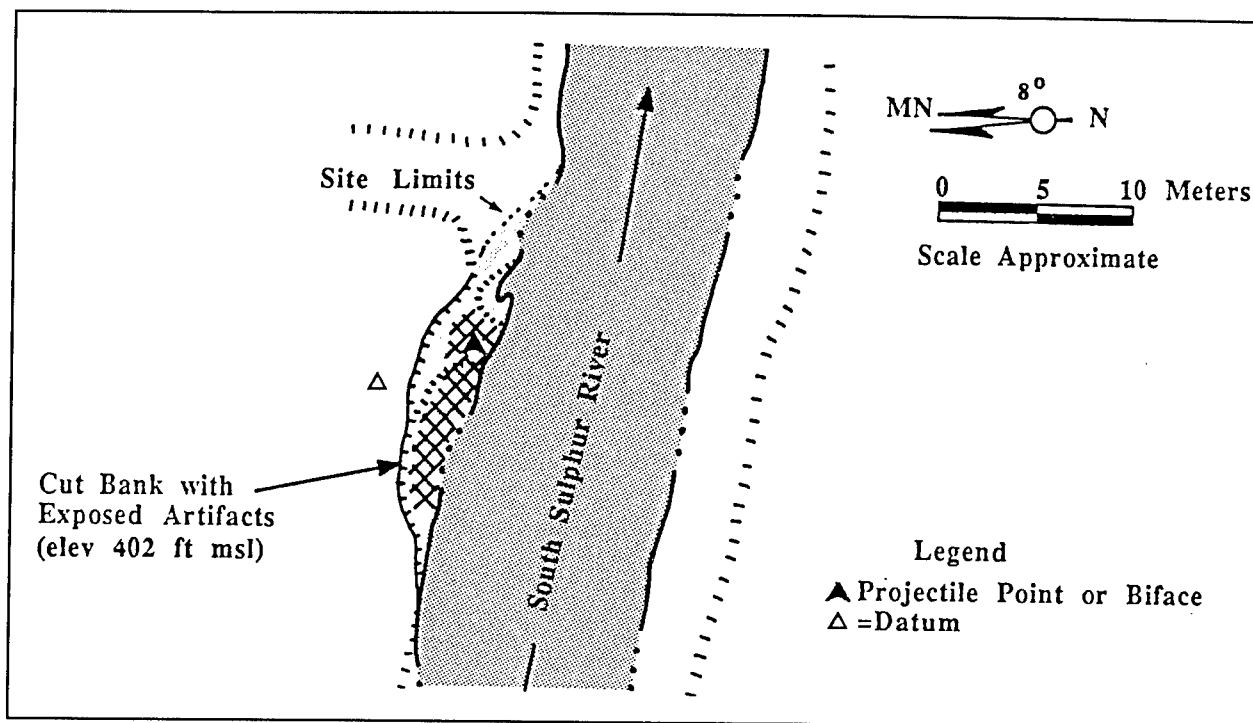 8°
MN
N
0 5 10 Meters
Scale Approximate
Site Limits
South Sulphur River
Cut Bank with
Exposed Artifacts
(elev 402 ft msl)
Legend
Projectile Point or Biface
=Datum